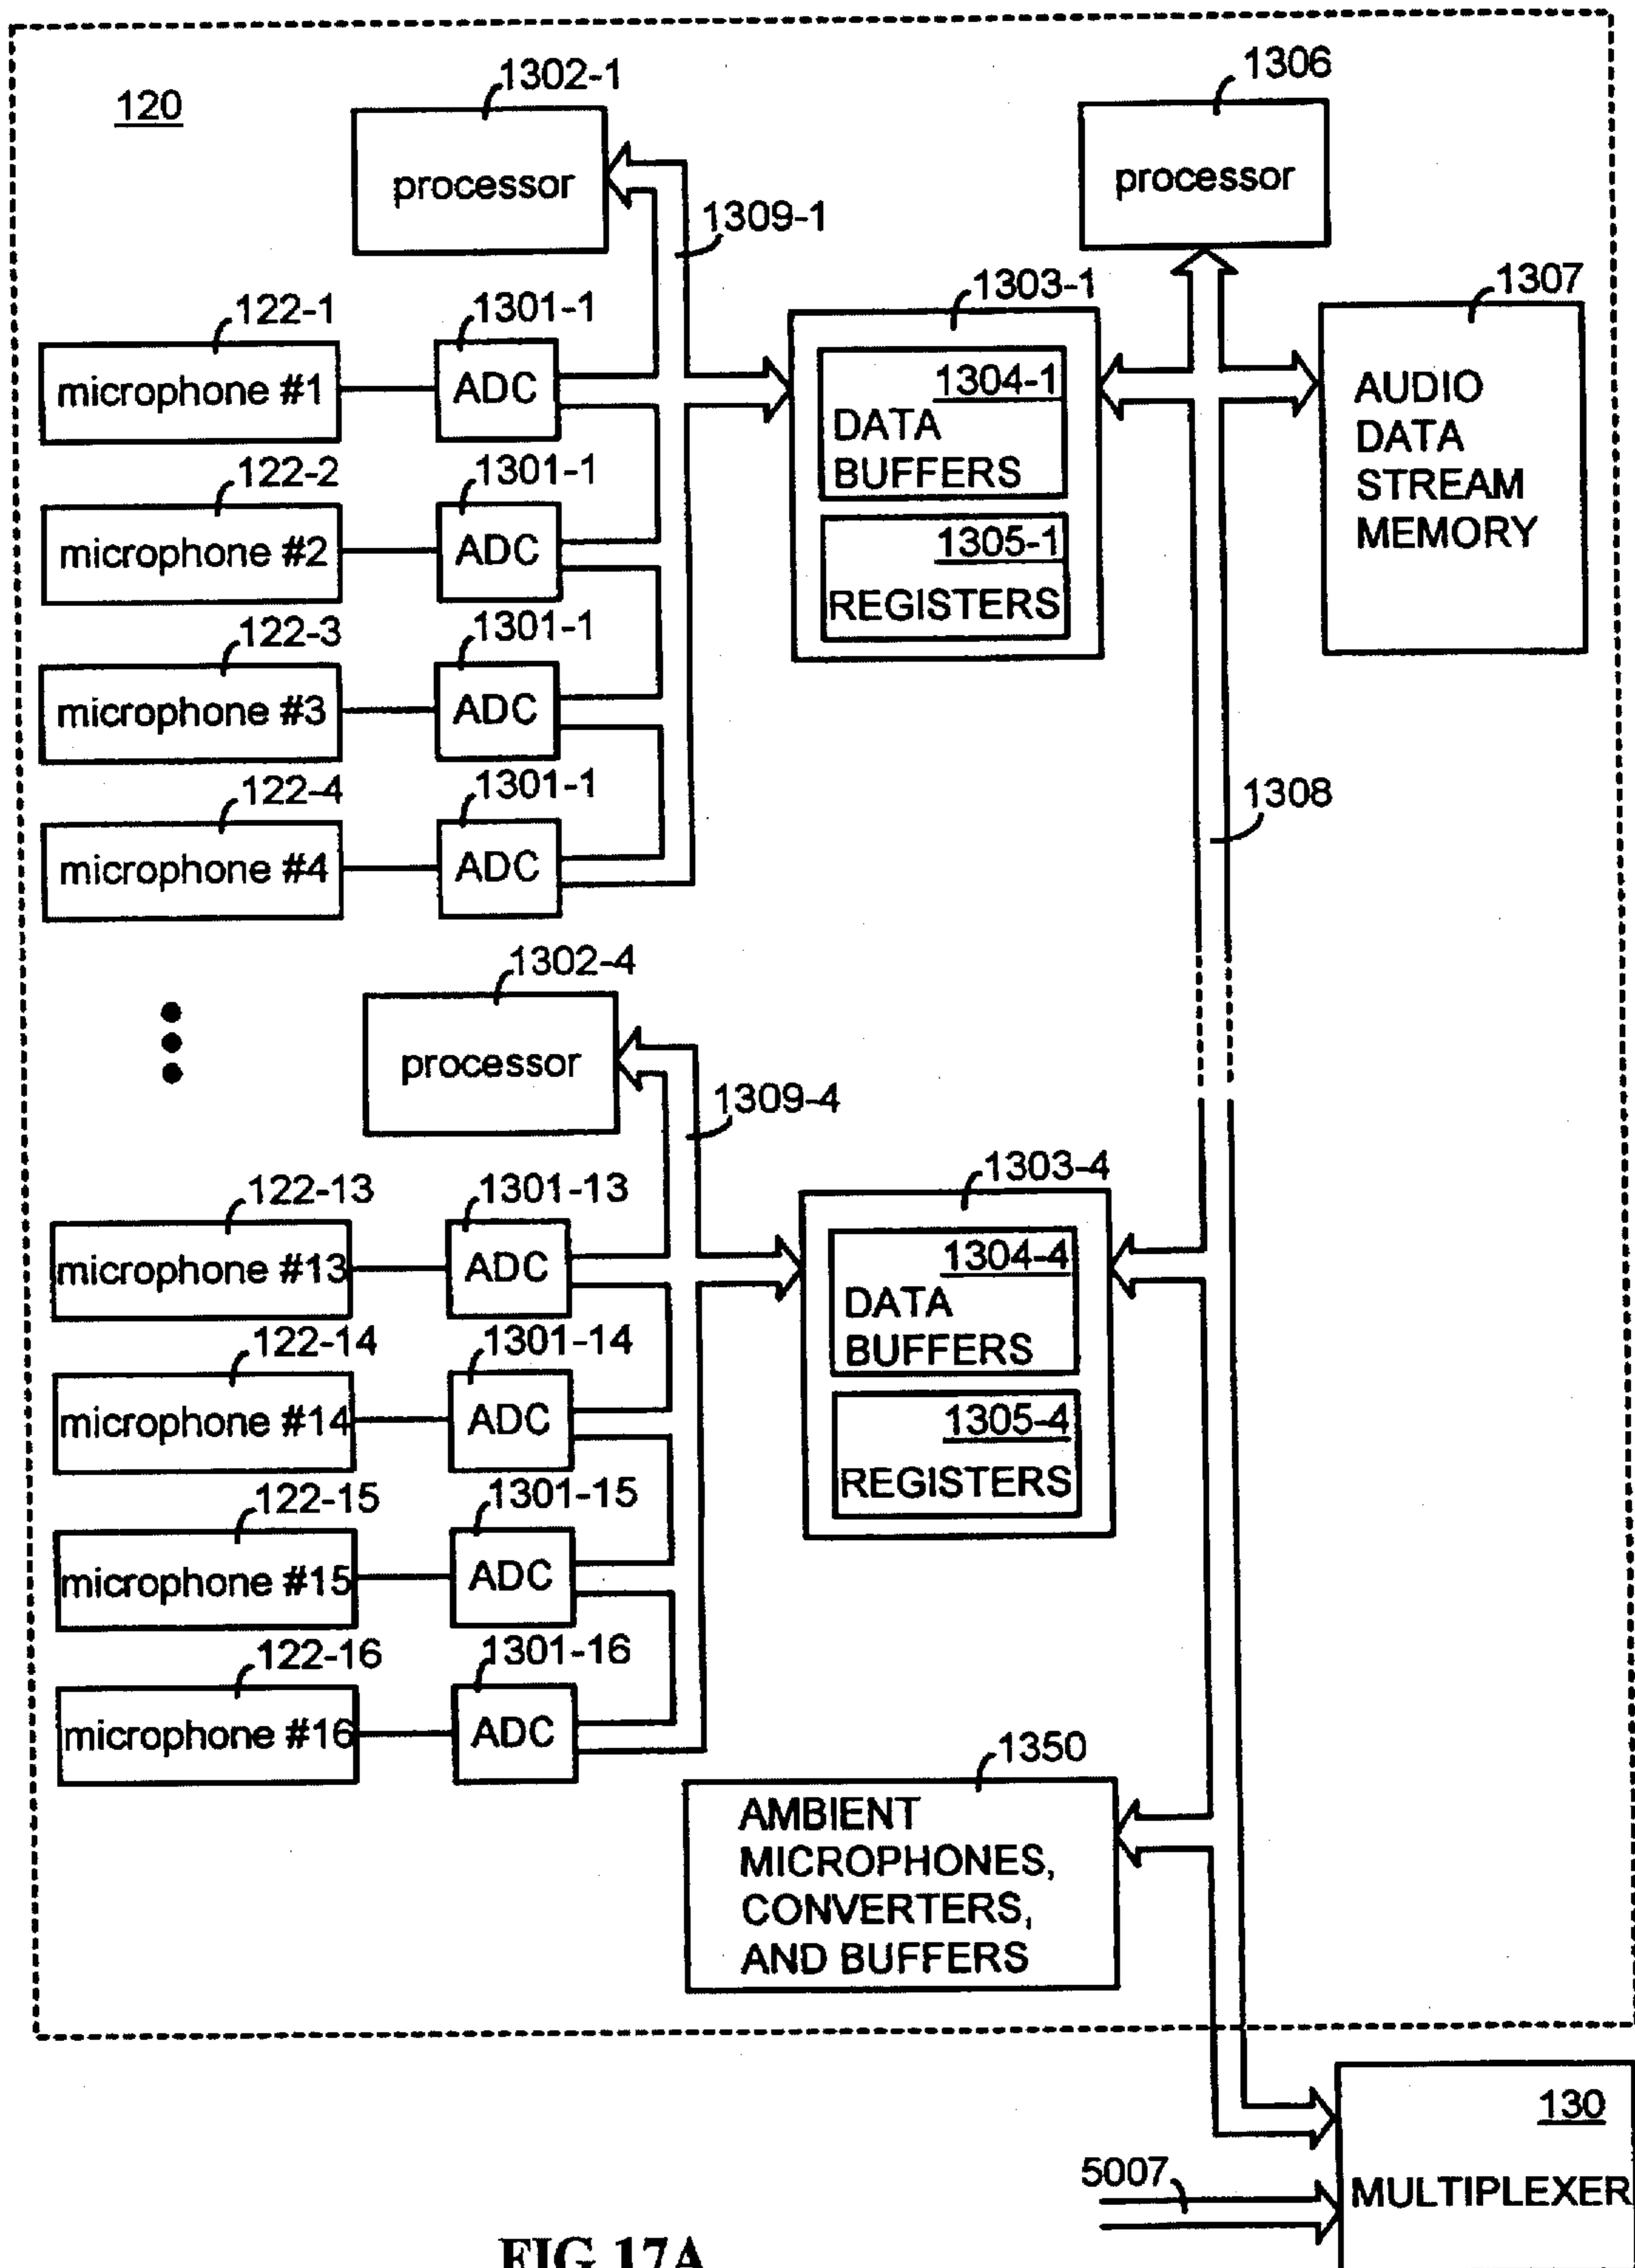 120
1302-1
processor
1306
processor
1309-1
122-1
microphone #1
1301-1
ADC
1303-1
1304-1
DATA
BUFFERS
1305-1
REGISTERS
1307
AUDIO
DATA
STREAM
MEMORY
122-2
microphone #2
1301-1
ADC
122-3
microphone #3
1301-1
ADC
122-4
microphone #4
1301-1
ADC
1308
1302-4
processor
1309-4
122-13
microphone #13
1301-13
ADC
1303-4
1304-4
DATA
BUFFERS
1305-4
REGISTERS
122-14
microphone #14
1301-14
ADC
122-15
microphone #15
1301-15
ADC
122-16
microphone #16
1301-16
ADC
1350
AMBIENT
MICROPHONES,
CONVERTERS,
AND BUFFERS
130
MULTIPLEXER
5007
FIG 17A